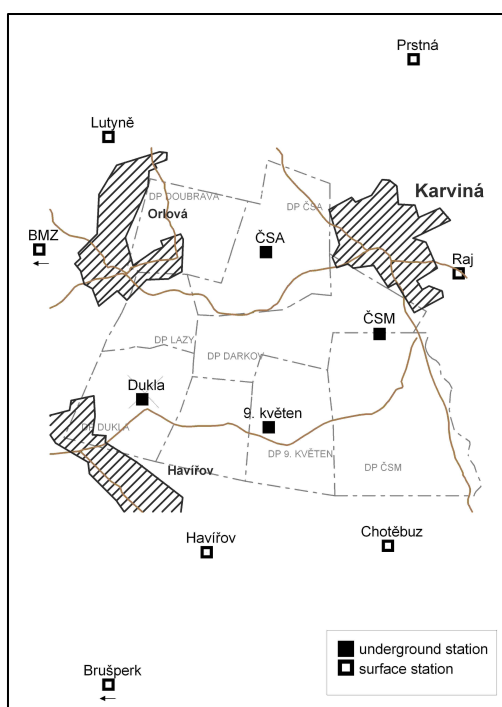 Prstná
Lutyně
DP DOUBRAVA
Orlová
DP ČSA
Karviná
BMZ
ČSA
Raj
ČSM
DP LAZY
DP DARKOV
Dukla
9. květen
DP DUKLA
DP 9. KVĚTEN
Havířov
DP ČSM
Havířov
Chotěbuz
underground station
surface station
Brušperk